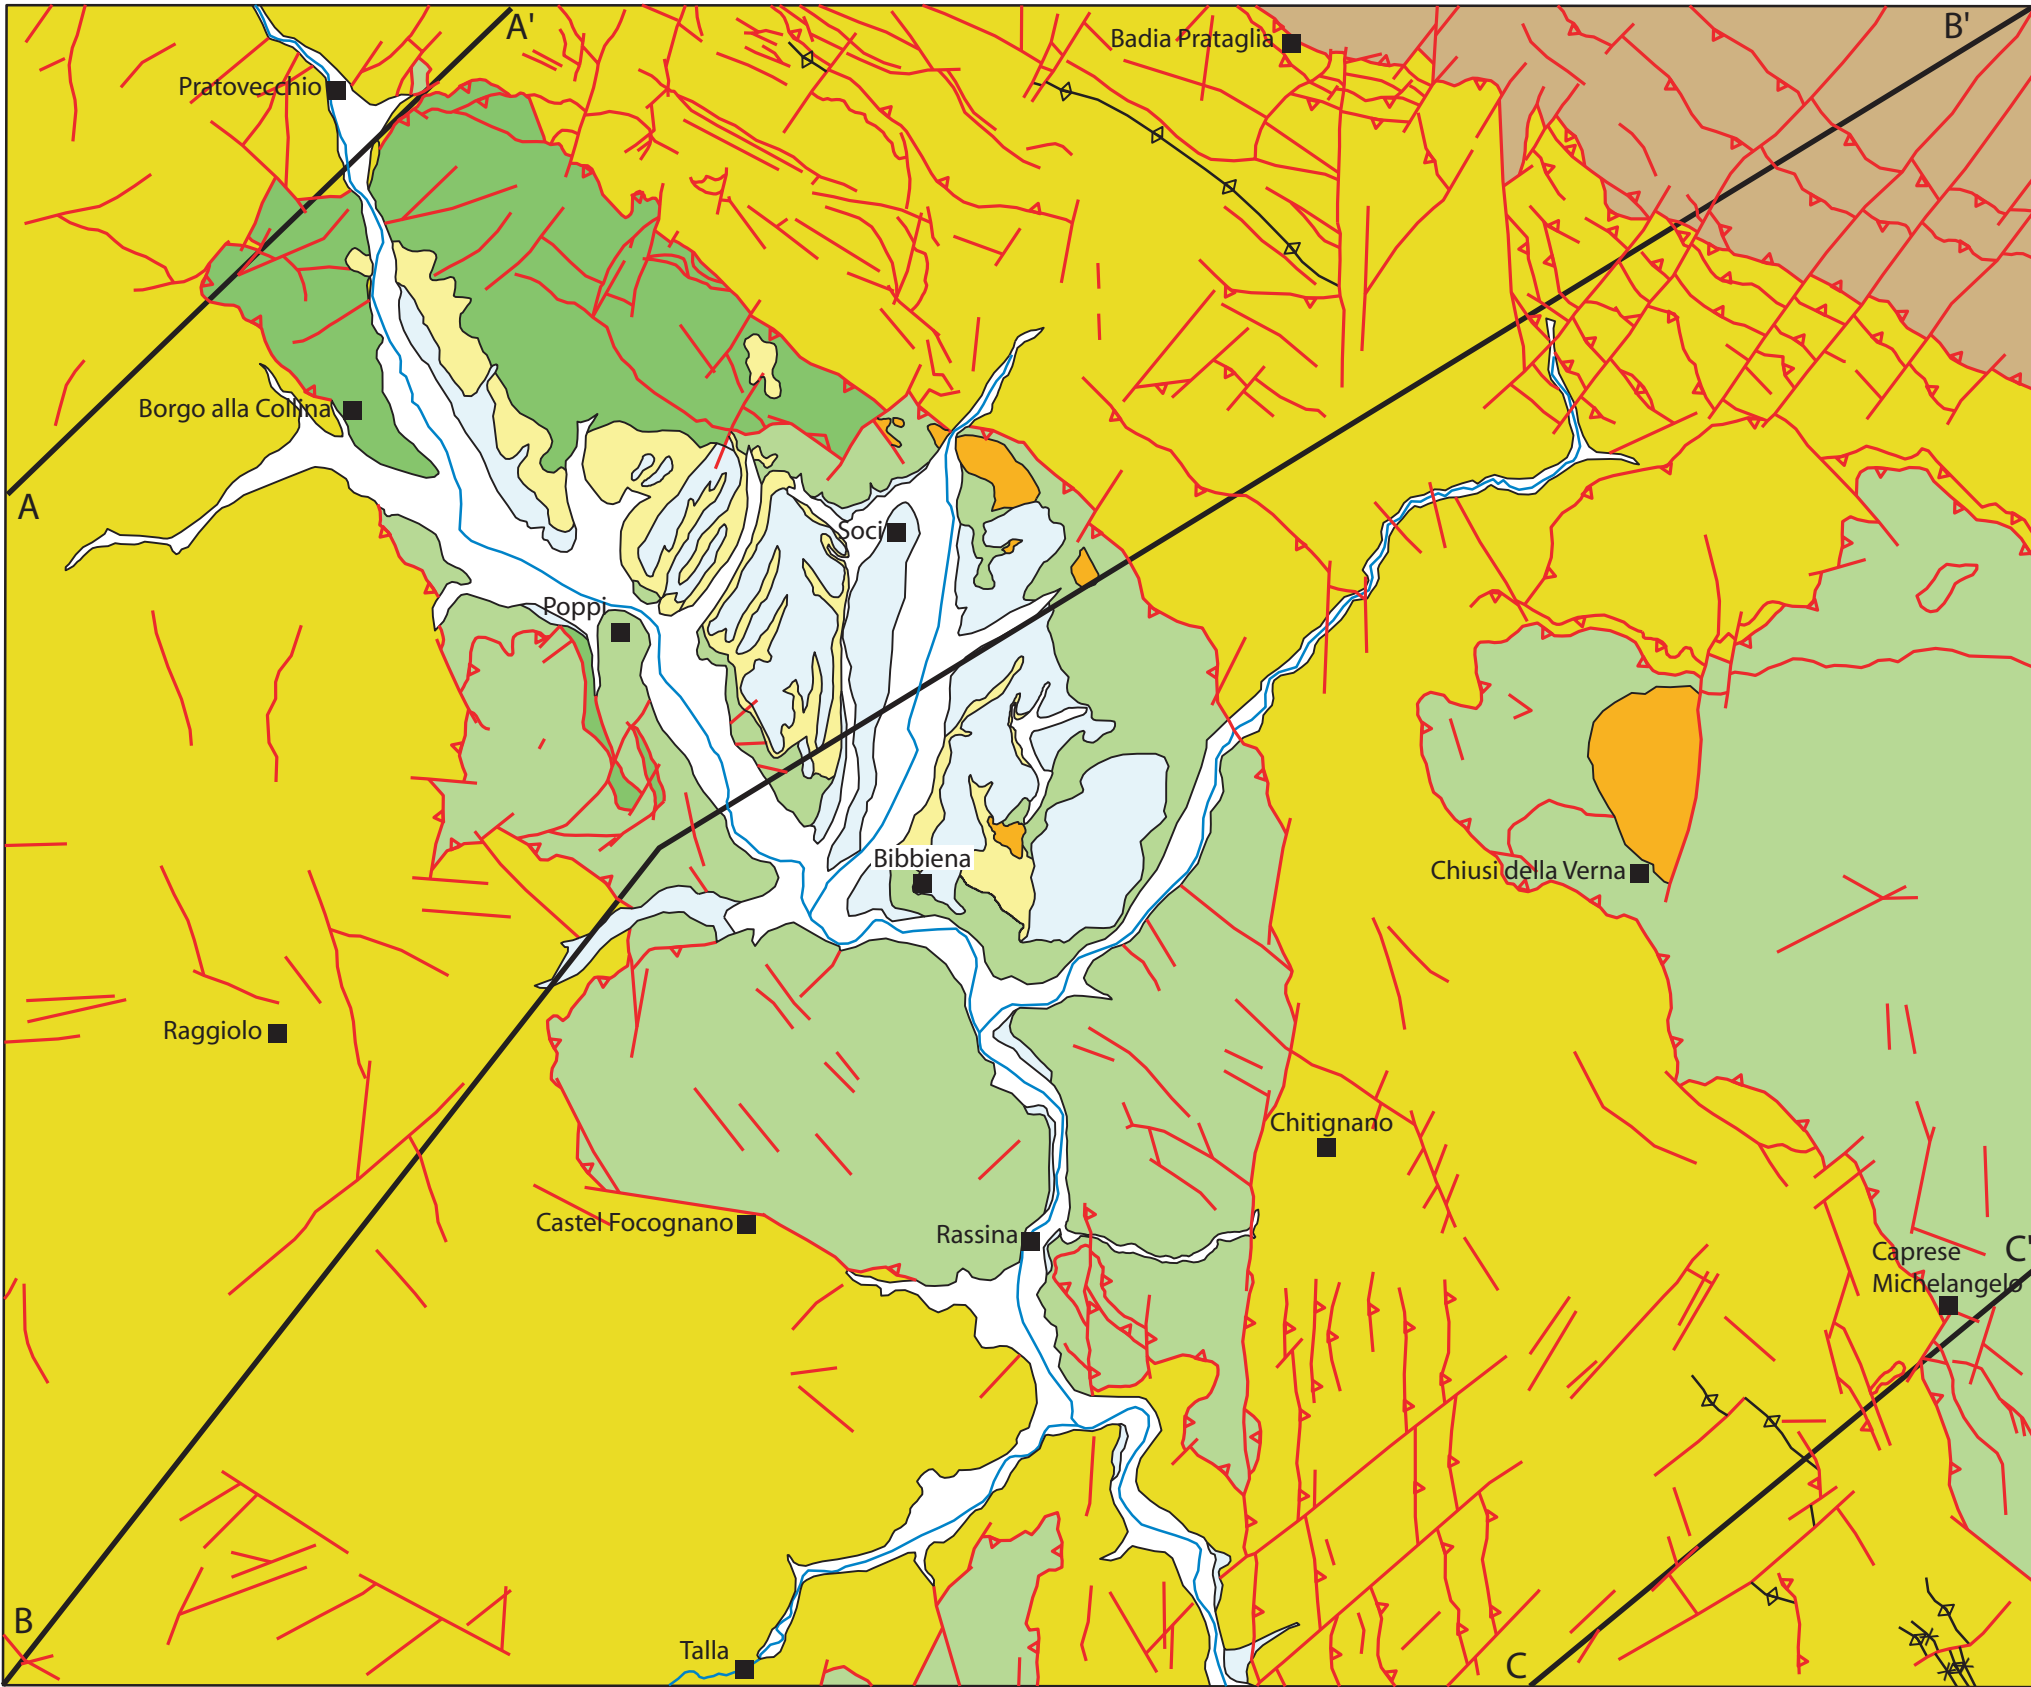 A'
B'
Badia Prataglia
Pratovecchio
Borgo alla Collina
A
Soci
Poppi
Bibbiena
Chiusi della Verna
Raggiolo
Chitignano
Castel Focognano
Rassina
Caprese
Michelangelo
C'
B
Talla
C